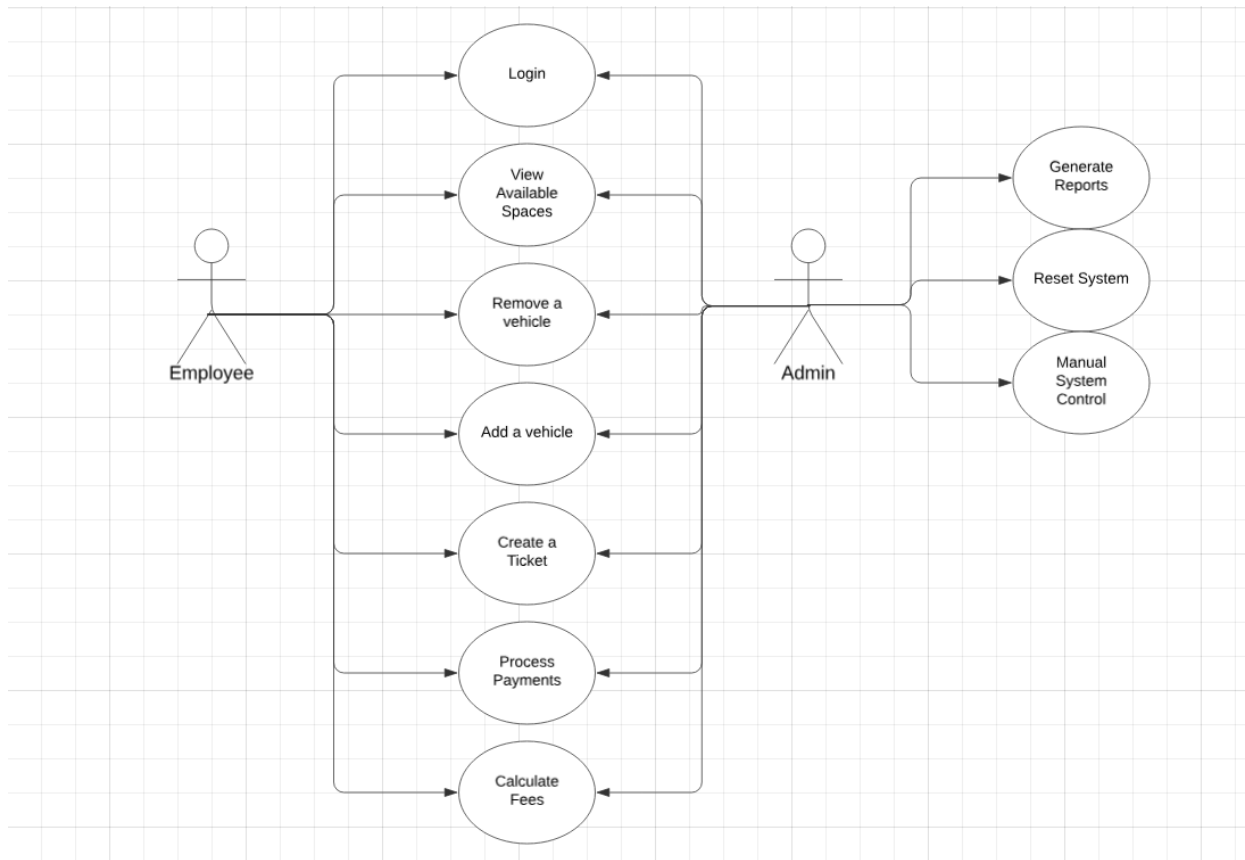 Login
View
Available
Spaces
Remove a
vehicle
Add a vehicle
Create a
Ticket
Process
Payments
Calculate
Fees
Employee
Admin
Generate
Reports
Reset System
Manual
System
Control